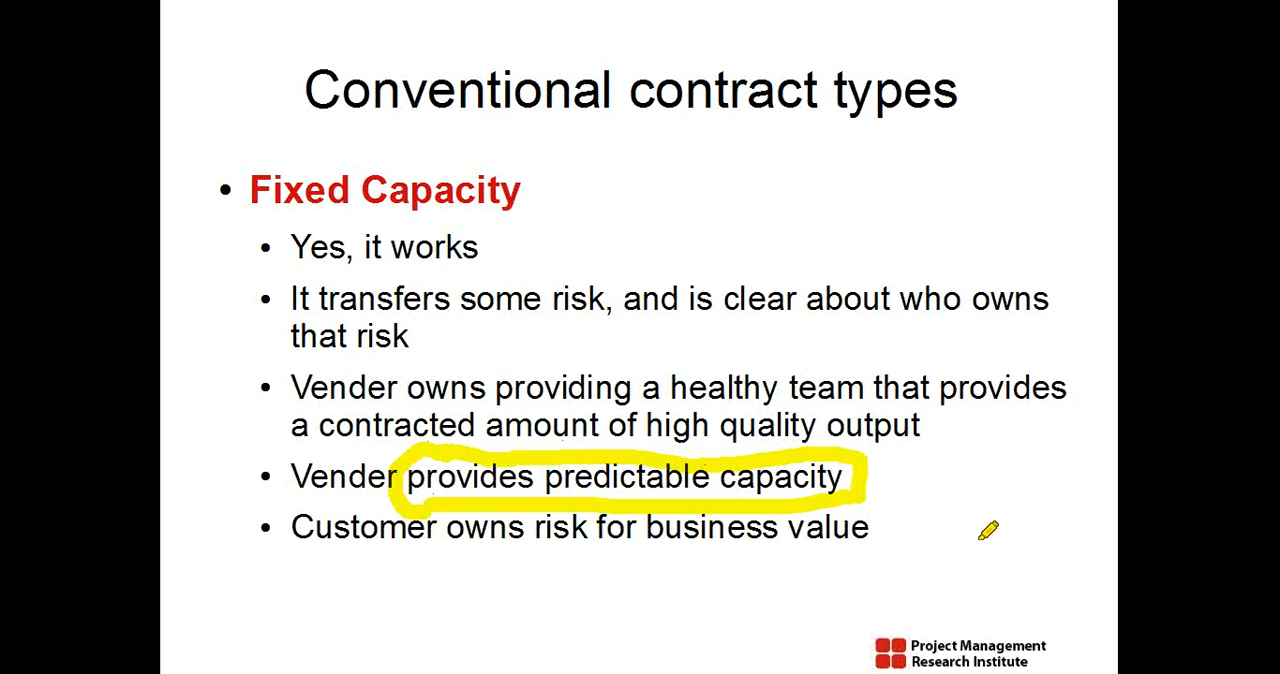 Conventional contract types
• Fixed Capacity
• Yes, it works
• It transfers some risk, and is clear about who owns
that risk
• Vender owns providing a healthy team that provides
a contracted amount of high quality output
• Vender provides predictable capacity
• Customer owns risk for business value
Project Management
Research Institute